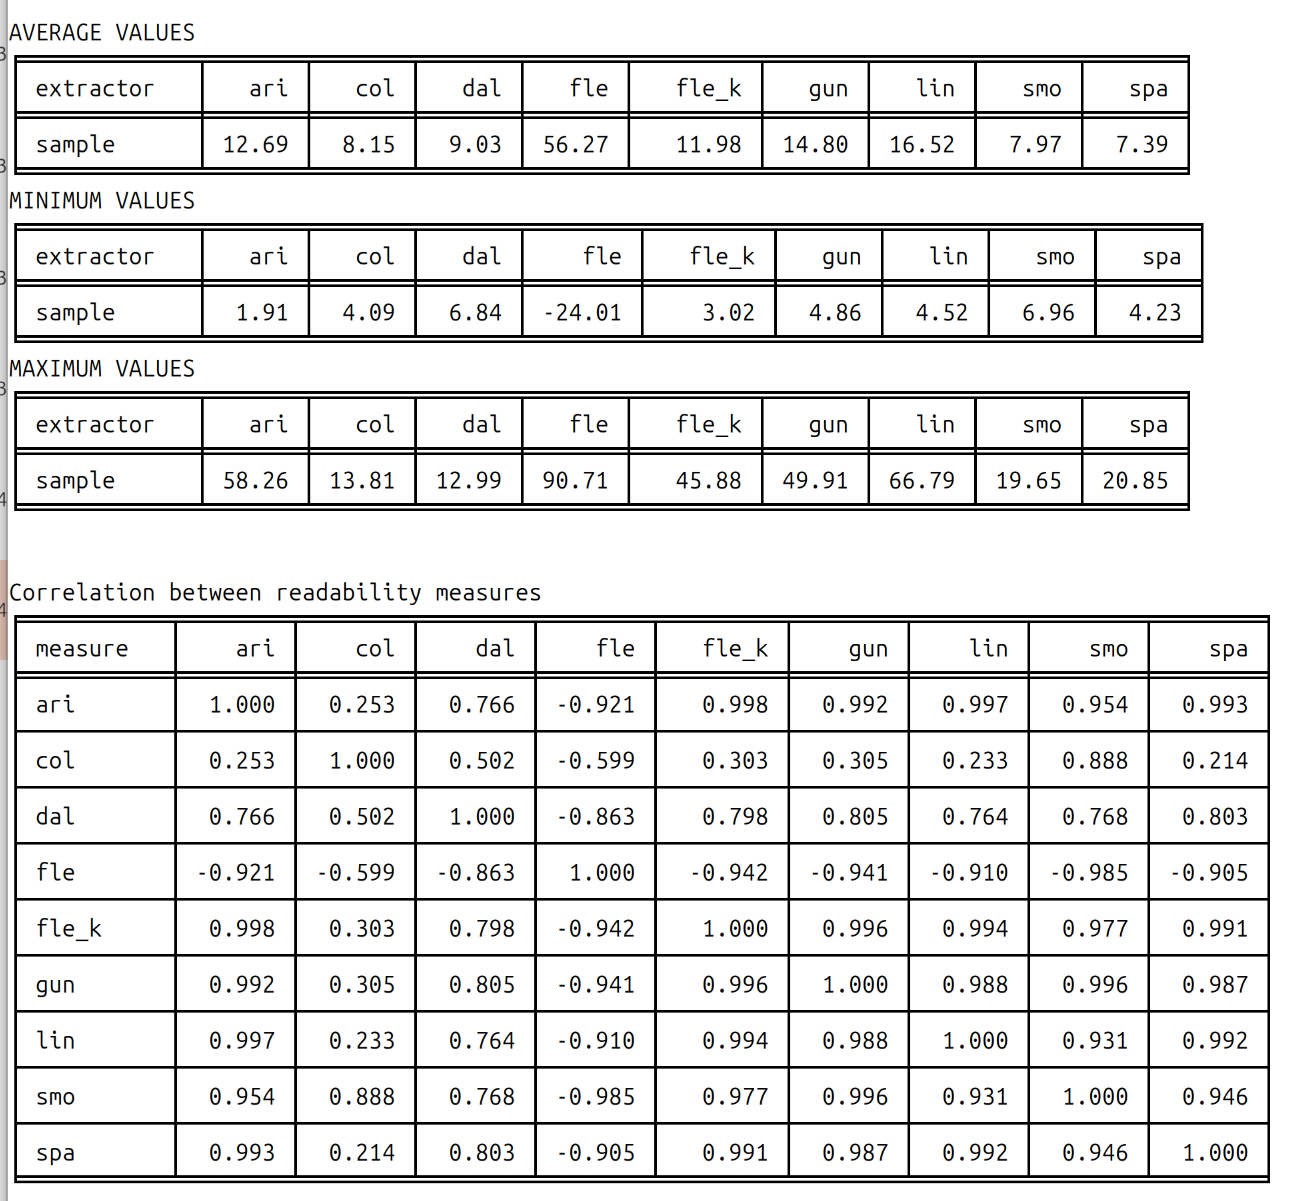 AVERAGE VALUES
extractor ari col dal fle fle_k gun lin smo spa
sample 12.69 8.15 9.03 56.27 11.98 14.80 16.52 7.97 7.39
MINIMUM VALUES
extractor ari col dal fle fle_k gun lin smo spa
sample 1.91 4.09 6.84 -24.01 3.02 4.86 4.52 6.96 4.23
MAXIMUM VALUES
extractor ari col dal fle fle_k gun lin smo spa
sample 58.26 13.81 12.99 90.71 45.88 49.91 66.79 19.65 20.85
Correlation between readability measures
measure ari col dal fle fle_k gun lin smo spa
ari 1.000 0.253 0.766 -0.921 0.998 0.992 0.997 0.954 0.993
col 0.253 1.000 0.502 -0.599 0.303 0.305 0.233 0.888 0.214
dal 0.766 0.502 1.000 -0.863 0.798 0.805 0.764 0.768 0.803
fle -0.921 -0.599 -0.863 1.000 -0.942 -0.941 -0.910 -0.985 -0.905
fle_k 0.998 0.303 0.798 -0.942 1.000 0.996 0.994 0.977 0.991
gun 0.992 0.305 0.805 -0.941 0.996 1.000 0.988 0.996 0.987
lin 0.997 0.233 0.764 -0.910 0.994 0.988 1.000 0.931 0.992
smo 0.954 0.888 0.768 -0.985 0.977 0.996 0.931 1.000 0.946
spa 0.993 0.214 0.803 -0.905 0.991 0.987 0.992 0.946 1.000